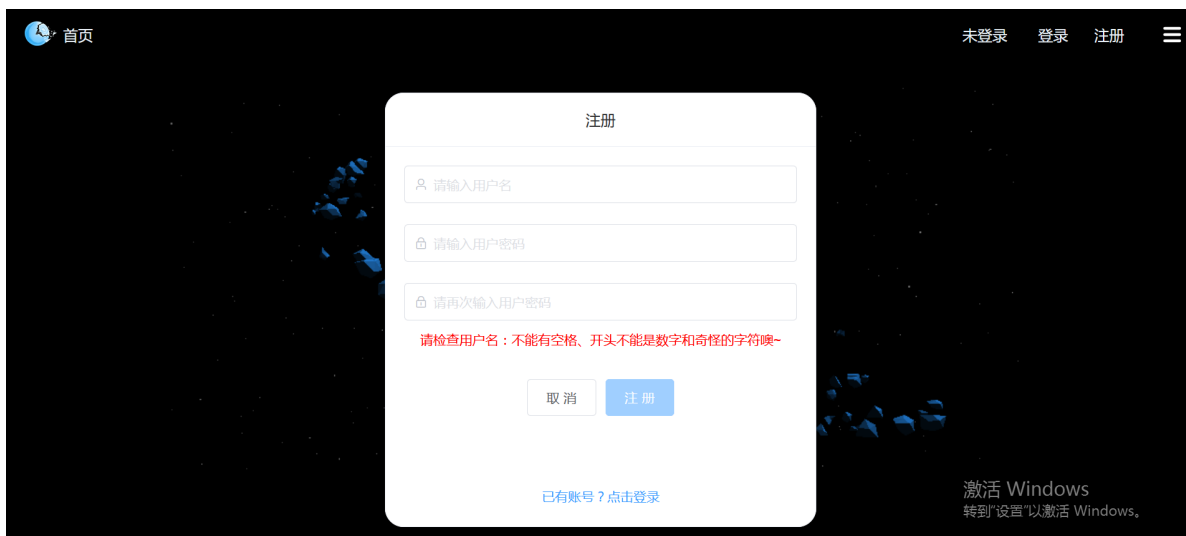 首页
未登录 登录 注册
注册
请输入用户名
请输入用户密码
请再次输入用户密码
请检查用户名：不能有空格、开头不能是数字和奇怪的字符噢~
取消 注册
已有账号？点击登录
激活 Windows
转到"设置"以激活 Windows。